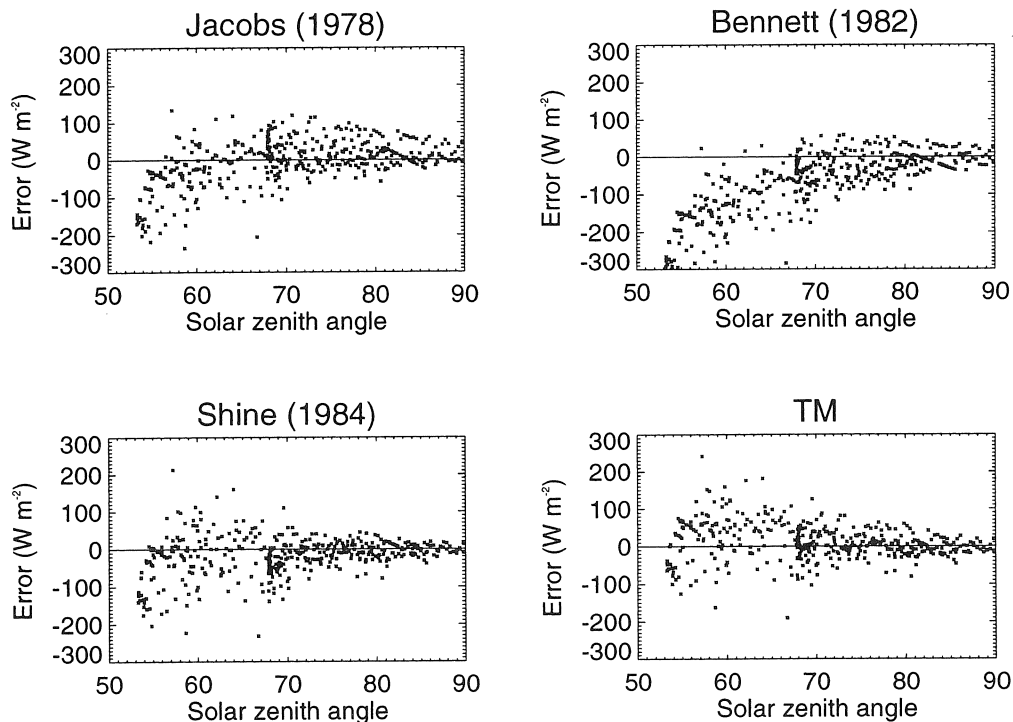 Jacobs (1978)
300
200
100
0
-100
-200
-300
Error (W m-2)
50 60 70 80 90
Solar zenith angle
Bennett (1982)
300
200
100
0
-100
-200
-300
Error (W m-2)
50 60 70 80 90
Solar zenith angle
Shine (1984)
300
200
100
0
-100
-200
-300
Error (W m-2)
50 60 70 80 90
Solar zenith angle
TM
300
200
100
0
-100
-200
-300
Error (W m-2)
50 60 70 80 90
Solar zenith angle